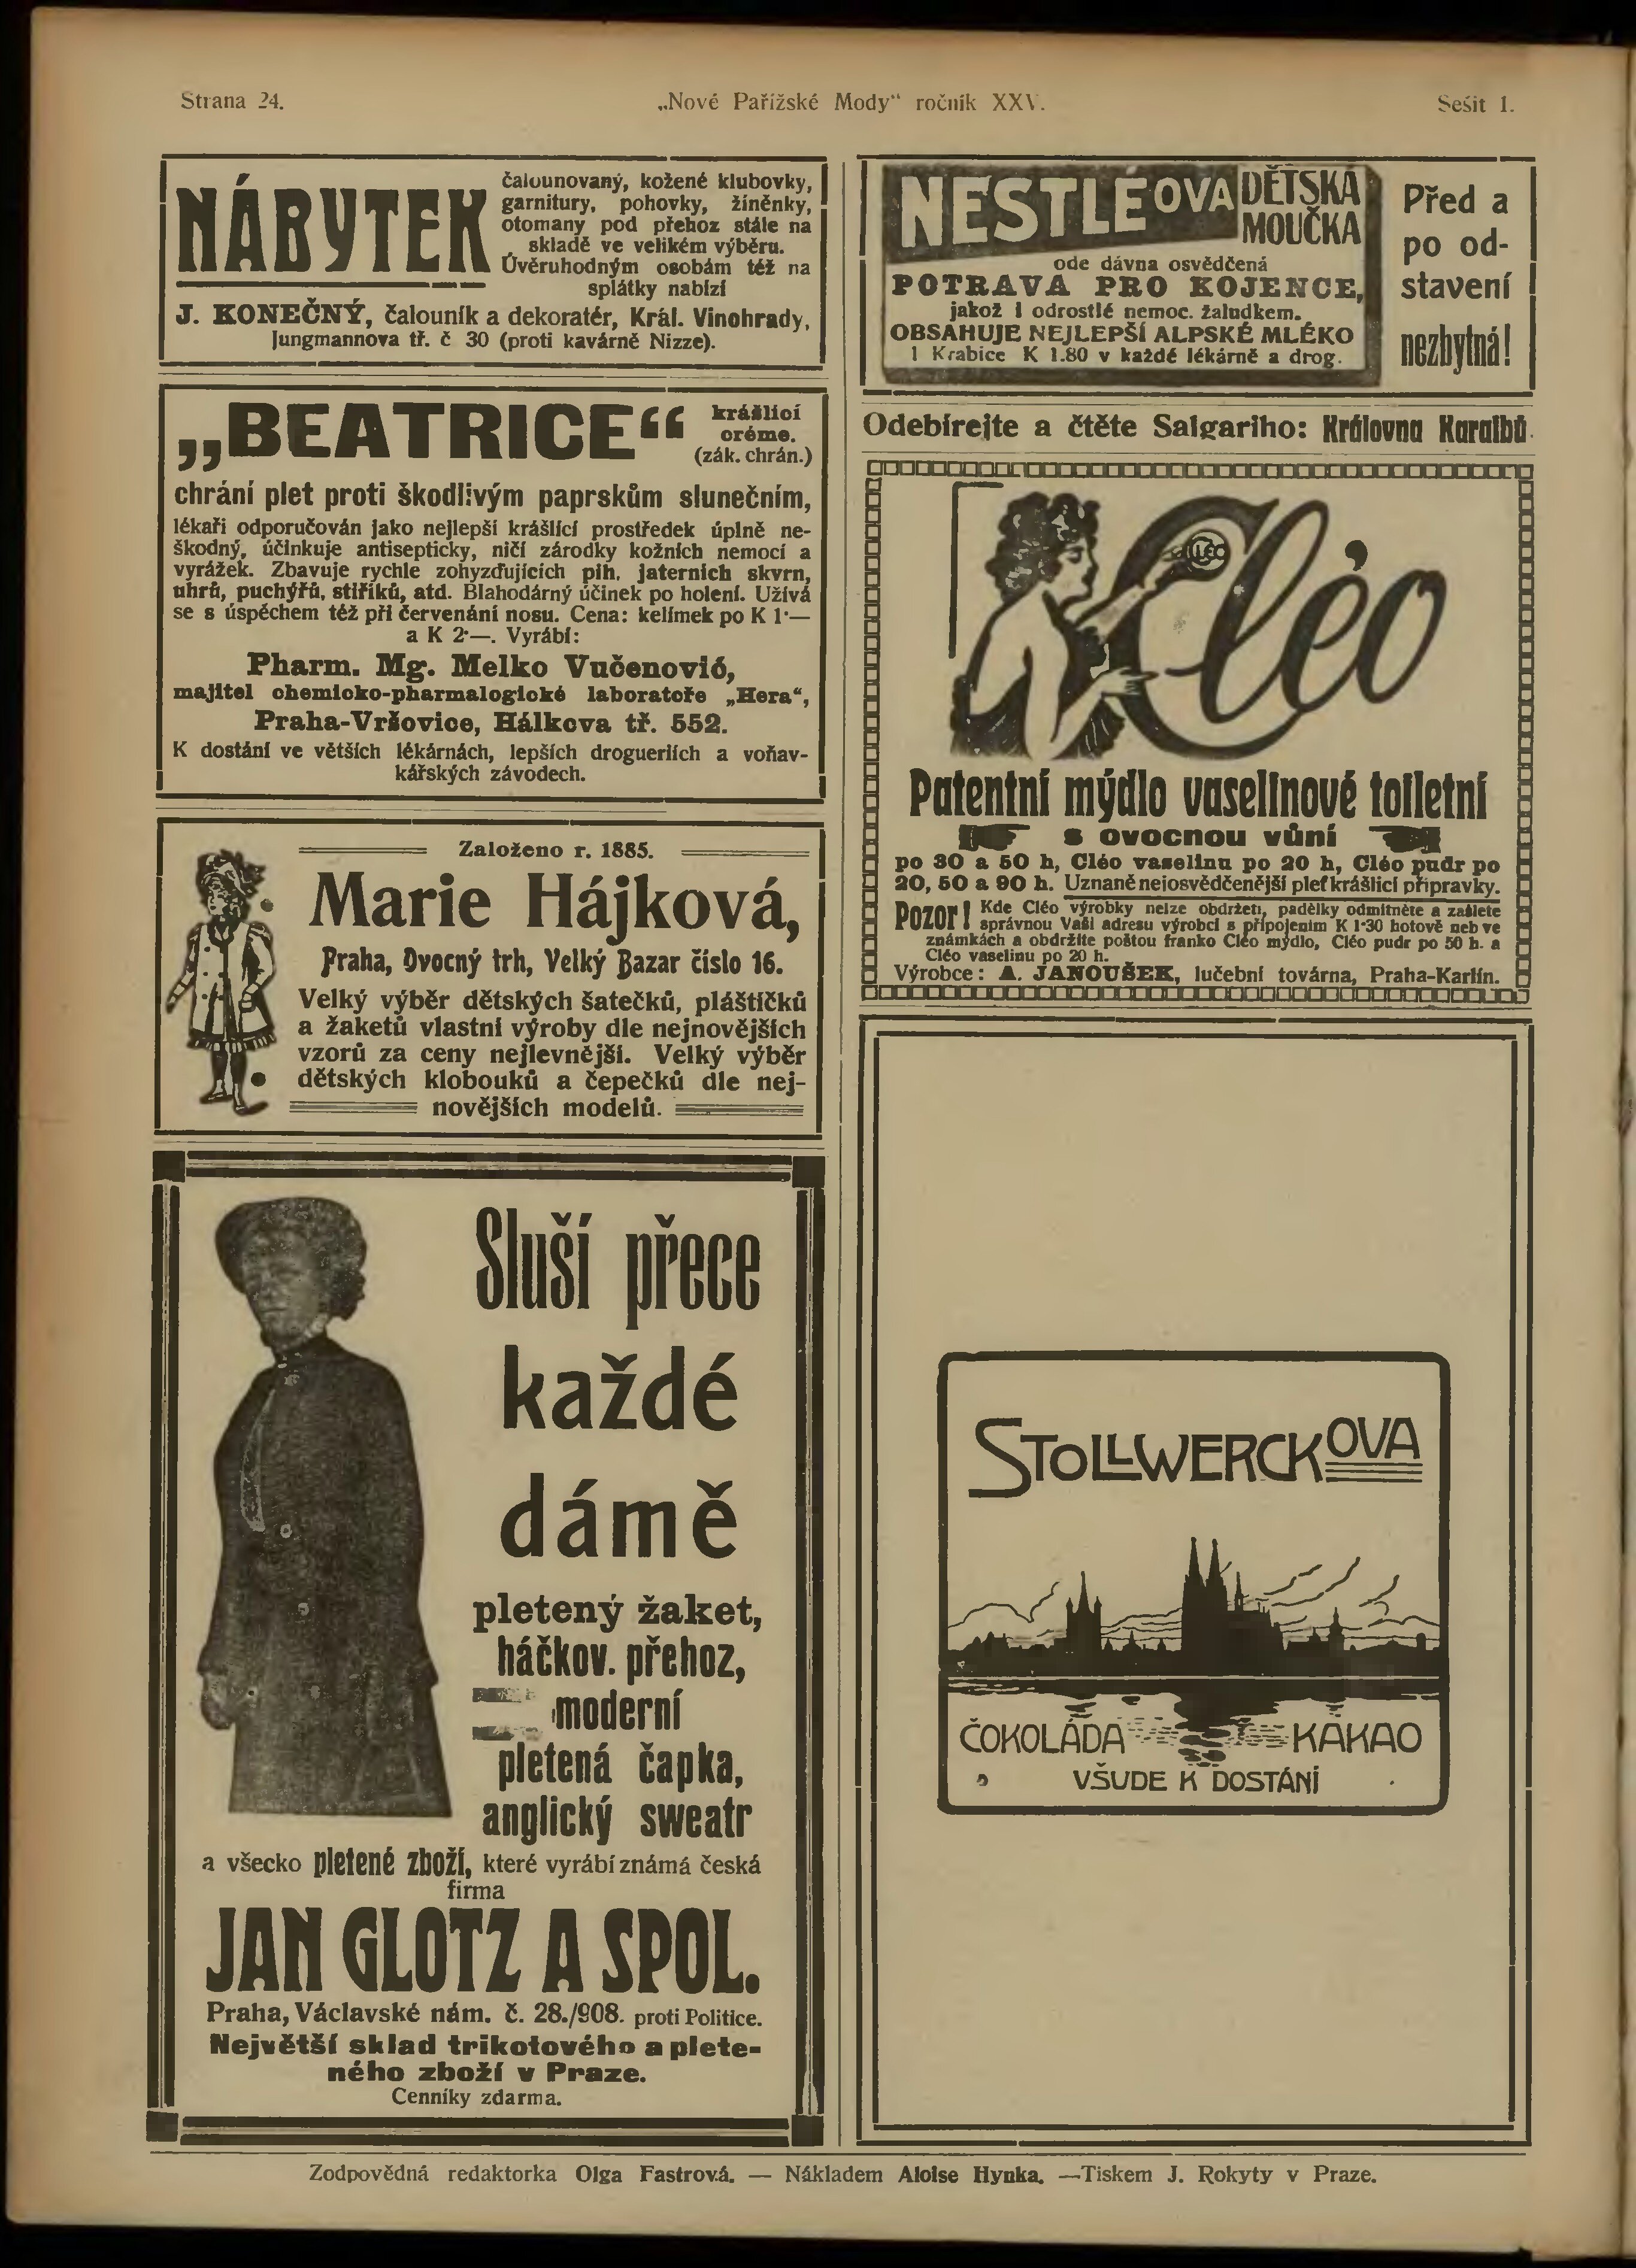 Strana 24.
„Nové Pařížské Mody“ ročník XXV.
Sešit 1.
NÁBYTEK
čalounovaný, kožené klubovky,
garnitury, pohovky, žíněnky,
otomany pod přehoz stále na
skladě ve velikém výběru.
Úvěruhodným osobám též na
splátky nabízí
J. KONEČNÝ, čalouník a dekoratér, Král. Vinohrady,
Jungmannova tř. č 30 (proti kavárně Nizze).
„BEATRICE“
krášlicí
créme.
(zák. chrán.)
chrání plet proti škodlivým paprskům slunečním,
lékaři odporučován jako nejlepší krášlicí prostředek úplně ne-
škodný, účinkuje antisepticky, ničí zárodky kožních nemocí a
vyrážek. Zbavuje rychle zohyzďujících pih, jaterních skvrn,
uhrů, puchýřů, stiříků, atd. Blahodárný účinek po holení. Užívá
se s úspěchem též při červenání nosu. Cena: kelímek po K 1·—
a K 2·—. Vyrábí:
Pharm. Mg. Melko Vučenovió,
majitel chemicko-pharmalogické laboratoře „Hera“,
Praha-Vršovice, Hálkova tř. 552.
K dostání ve větších lékárnách, lepších drogueriích a voňav-
kářských závodech.
Založeno r. 1885.
Marie Hájková,
Praha, Ovocný trh, Velký Bazar číslo 16.
Velký výběr dětských šatečků, pláštíčků
a žaketů vlastní výroby dle nejnovějších
vzorů za ceny nejlevnější. Velký výběr
dětských klobouků a čepečků dle nej-
novějších modelů.
Sluší přece
každé
dámě
pletený žaket,
háčkov. přehoz,
moderní
pletená čapka,
anglický sweatr
a všecko pletené zboží, které vyrábí známá česká
firma
JAN GLOTZ A SPOL.
Praha, Václavské nám. č. 28./908. proti Politice.
Největší sklad trikotového a plete-
ného zboží v Praze.
Cenníky zdarma.
NESTLÉOVA DĚTSKÁ
MOUČKA
ode dávna osvědčená
POTRAVA PRO KOJENCE,
jakož i odrostlé nemoc. žaludkem.
OBSAHUJE NEJLEPŠÍ ALPSKÉ MLÉKO
1 Krabice K 1.80 v každé lékárně a drog.
Před a
po od-
stavení
nezbytná!
Odebírejte a čtěte Salgariho: Královna Karaibů.
CLÉO
Cléo
Patentní mýdlo vaselinové toiletní
s ovocnou vůní
po 30 a 50 h, Cléo vaselinu po 20 h, Cléo pudr po
20, 50 a 90 h. Uznaně nejosvědčenější pleť krášlicí přípravky.
Pozor! Kde Cléo výrobky nelze obdržeti, padělky odmítněte a zašlete
správnou Vaši adresu výrobci s připojením K 1·30 hotově neb ve
známkách a obdržíte poštou franko Cléo mýdlo, Cléo pudr po 50 h. a
Cléo vaselinu po 20 h.
Výrobce: A. JANOUŠEK, lučební továrna, Praha-Karlín.
STOLLWERCKOVA
ČOKOLÁDA KAKAO
VŠUDE K DOSTÁNÍ
Zodpovědná redaktorka Olga Fastrová. — Nákladem Aloise Hynka. —Tiskem J. Rokyty v Praze.